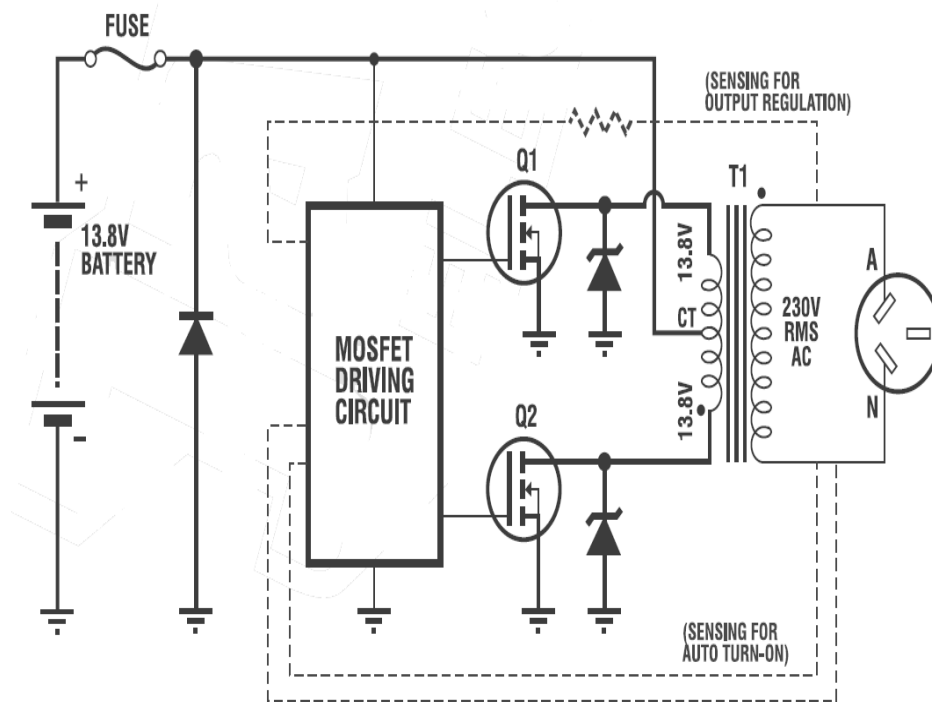 FUSE
(SENSING FOR
OUTPUT REGULATION)
Q1
T1
+
13.8V
BATTERY
13.8V
CT
230V
RMS
AC
A
N
MOSFET
DRIVING
CIRCUIT
13.8V
Q2
-
(SENSING FOR
AUTO TURN-ON)